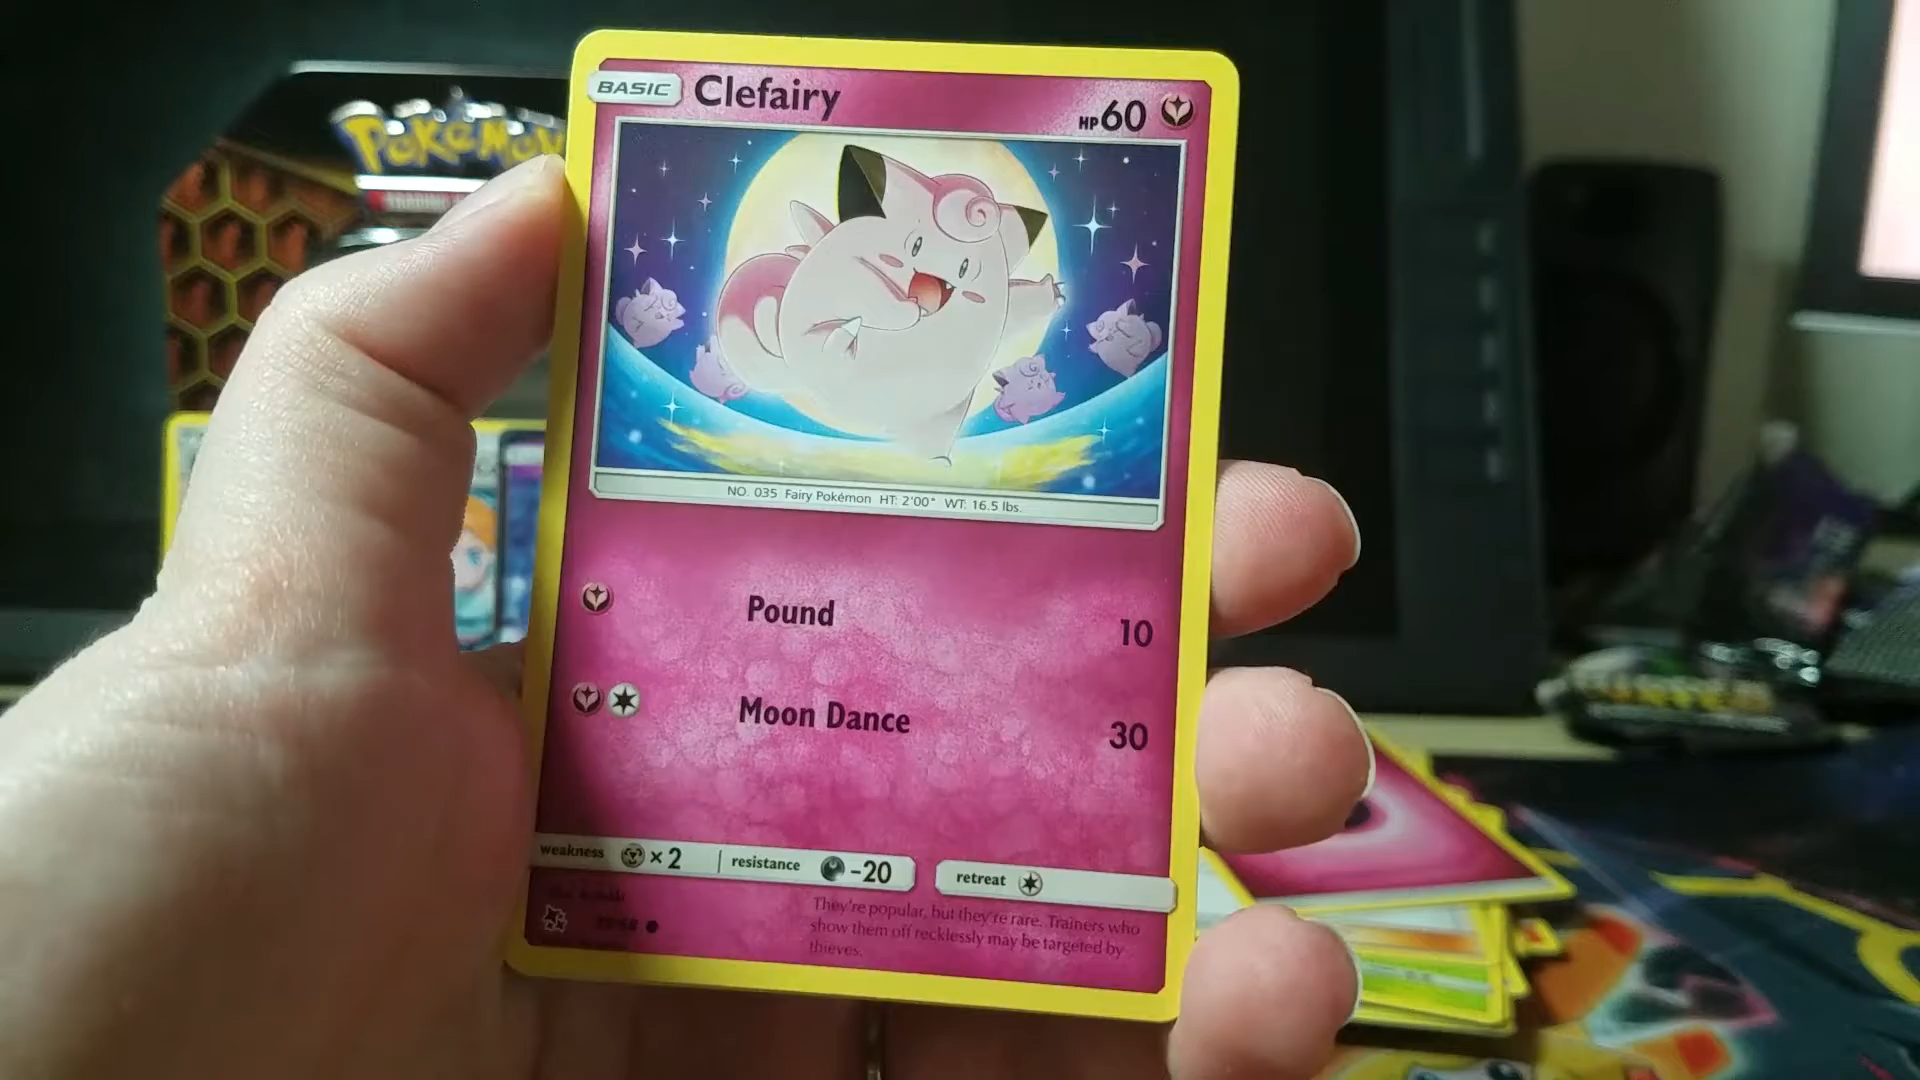 POKéMON
BASIC Clefairy HP 60
NO. 035 Fairy Pokémon HT: 2'00" WT: 16.5 lbs.
Pound 10
Moon Dance 30
weakness × 2 resistance -20 retreat
They're popular, but they're rare. Trainers who
show them off recklessly may be targeted by
thieves.